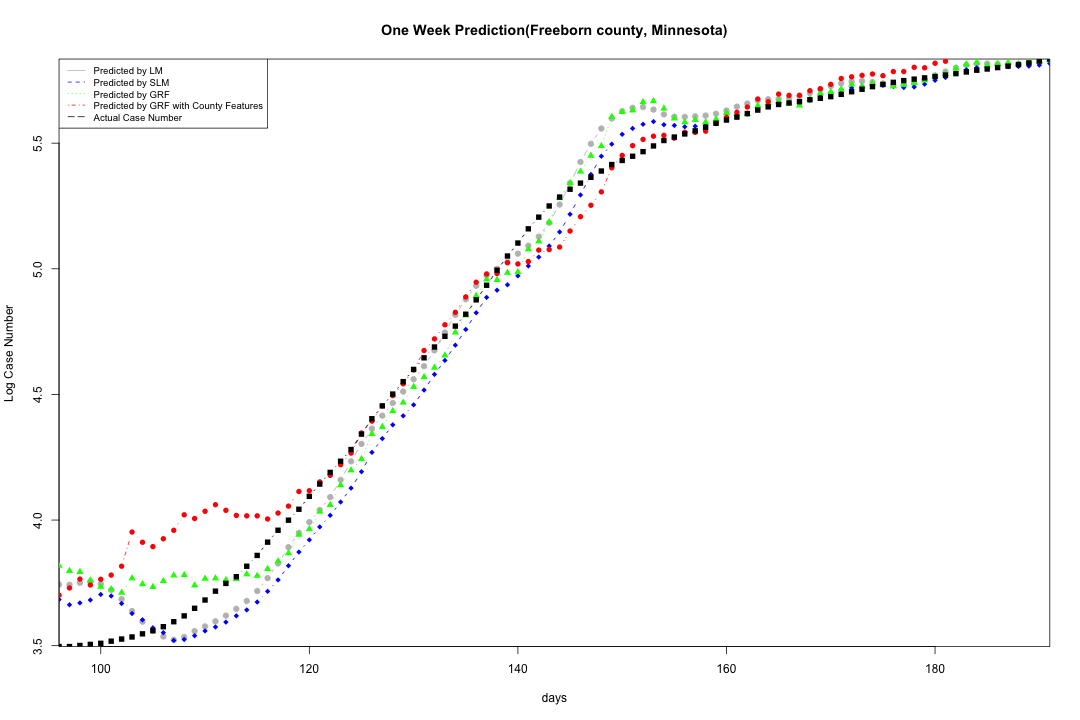 One Week Prediction(Freeborn county, Minnesota)
Predicted by LM
Predicted by SLM
Predicted by GRF
Predicted by GRF with County Features
Actual Case Number
Log Case Number
5.5
5.0
4.5
4.0
3.5
100 120 140 160 180
days